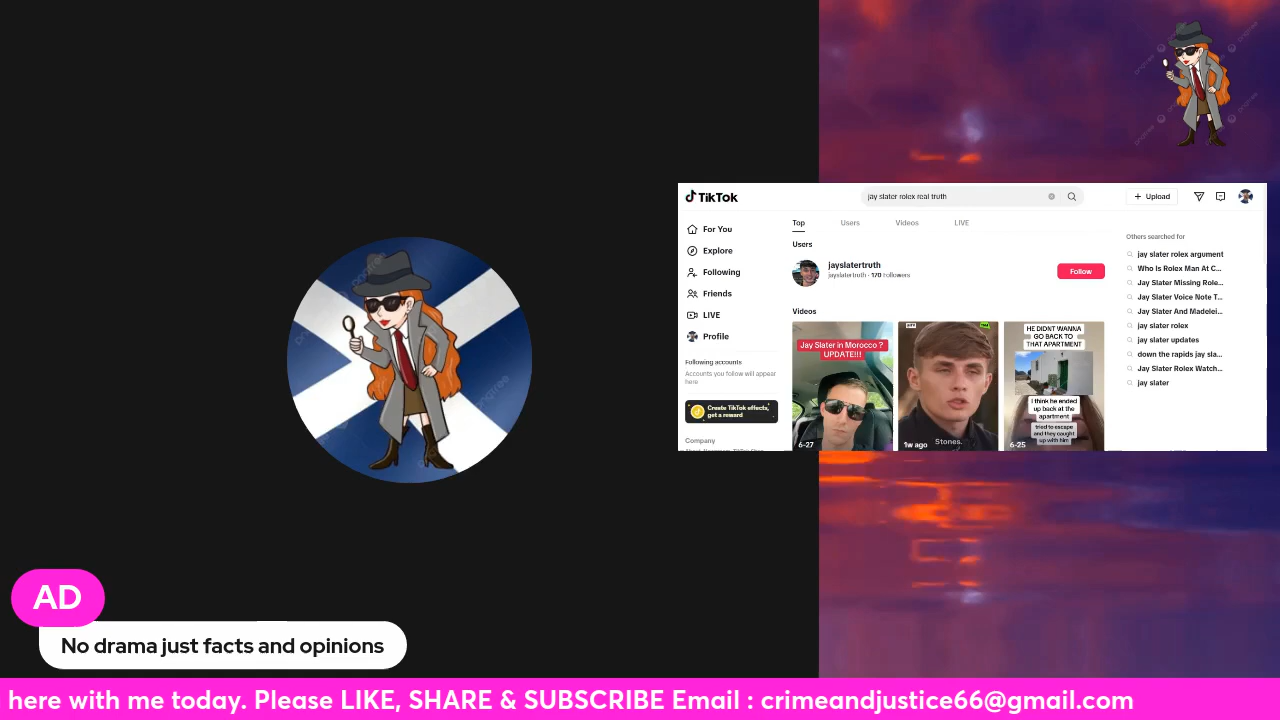 TikTok
jay slater rolex real truth
Upload
For You
Explore
Following
Friends
LIVE
Profile
Following accounts
Accounts you follow will appear
here
Create TikTok effects,
get a reward
Company
Top
Users
Videos
LIVE
Users
jayslatertruth
jayslatertruth · 170 Followers
Follow
Videos
Jay Slater in Morocco ?
UPDATE!!!
6-27
Stones.
1w ago
HE DIDNT WANNA
GO BACK TO
THAT APARTMENT
I think he ended
up back at the
apartment
tried to escape
and they caught
up with him
6-25
Others searched for
jay slater rolex argument
Who Is Rolex Man At C...
Jay Slater Missing Role...
Jay Slater Voice Note T...
Jay Slater And Madelei...
jay slater rolex
jay slater updates
down the rapids jay sla...
Jay Slater Rolex Watch...
jay slater
AD
No drama just facts and opinions
here with me today. Please LIKE, SHARE & SUBSCRIBE Email : crimeandjustice66@gmail.com